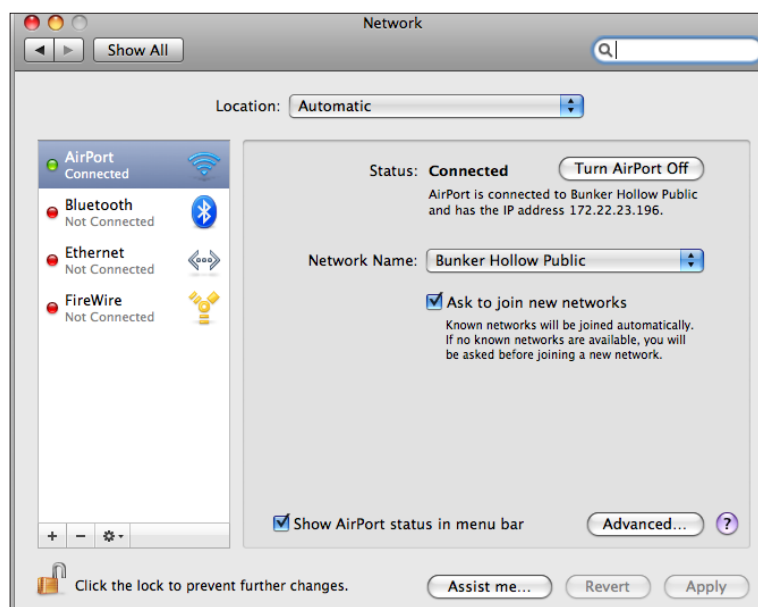 Network
Show All
Location: Automatic
AirPort
Connected
Bluetooth
Not Connected
Ethernet
Not Connected
FireWire
Not Connected
Status: Connected
Turn AirPort Off
AirPort is connected to Bunker Hollow Public
and has the IP address 172.22.23.196.
Network Name: Bunker Hollow Public
Ask to join new networks
Known networks will be joined automatically.
If no known networks are available, you will
be asked before joining a new network.
Show AirPort status in menu bar
Advanced...
?
Click the lock to prevent further changes.
Assist me...
Revert
Apply